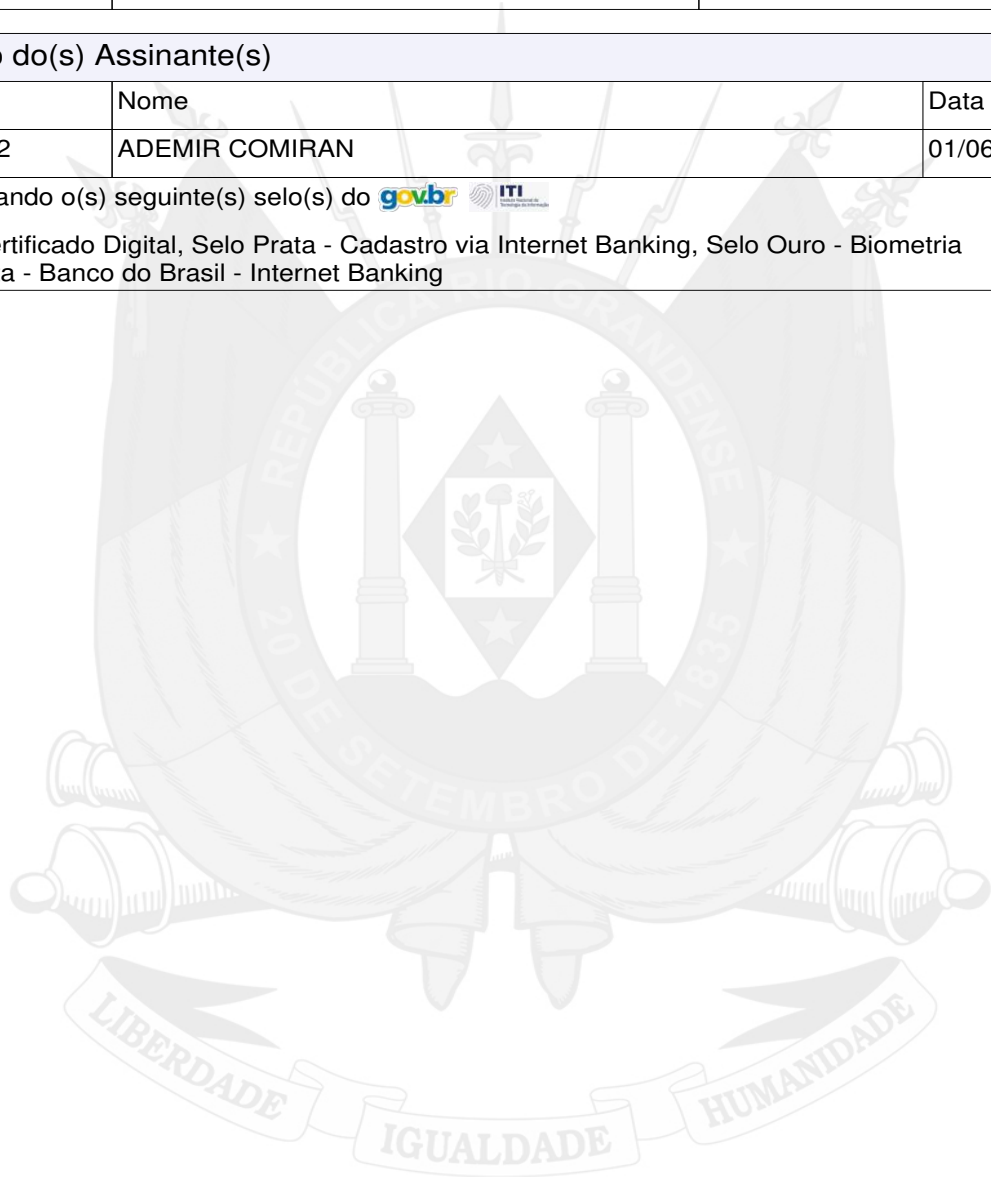 o do(s) Assinante(s)
Nome
Data
2
ADEMIR COMIRAN
01/06
ando o(s) seguinte(s) selo(s) do gov.br ITI
ertificado Digital, Selo Prata - Cadastro via Internet Banking, Selo Ouro - Biometria
a - Banco do Brasil - Internet Banking
REPÚBLICA RIO GRANDENSE
20 DE SETEMBRO DE 1835
LIBERDADE
IGUALDADE
HUMANIDADE